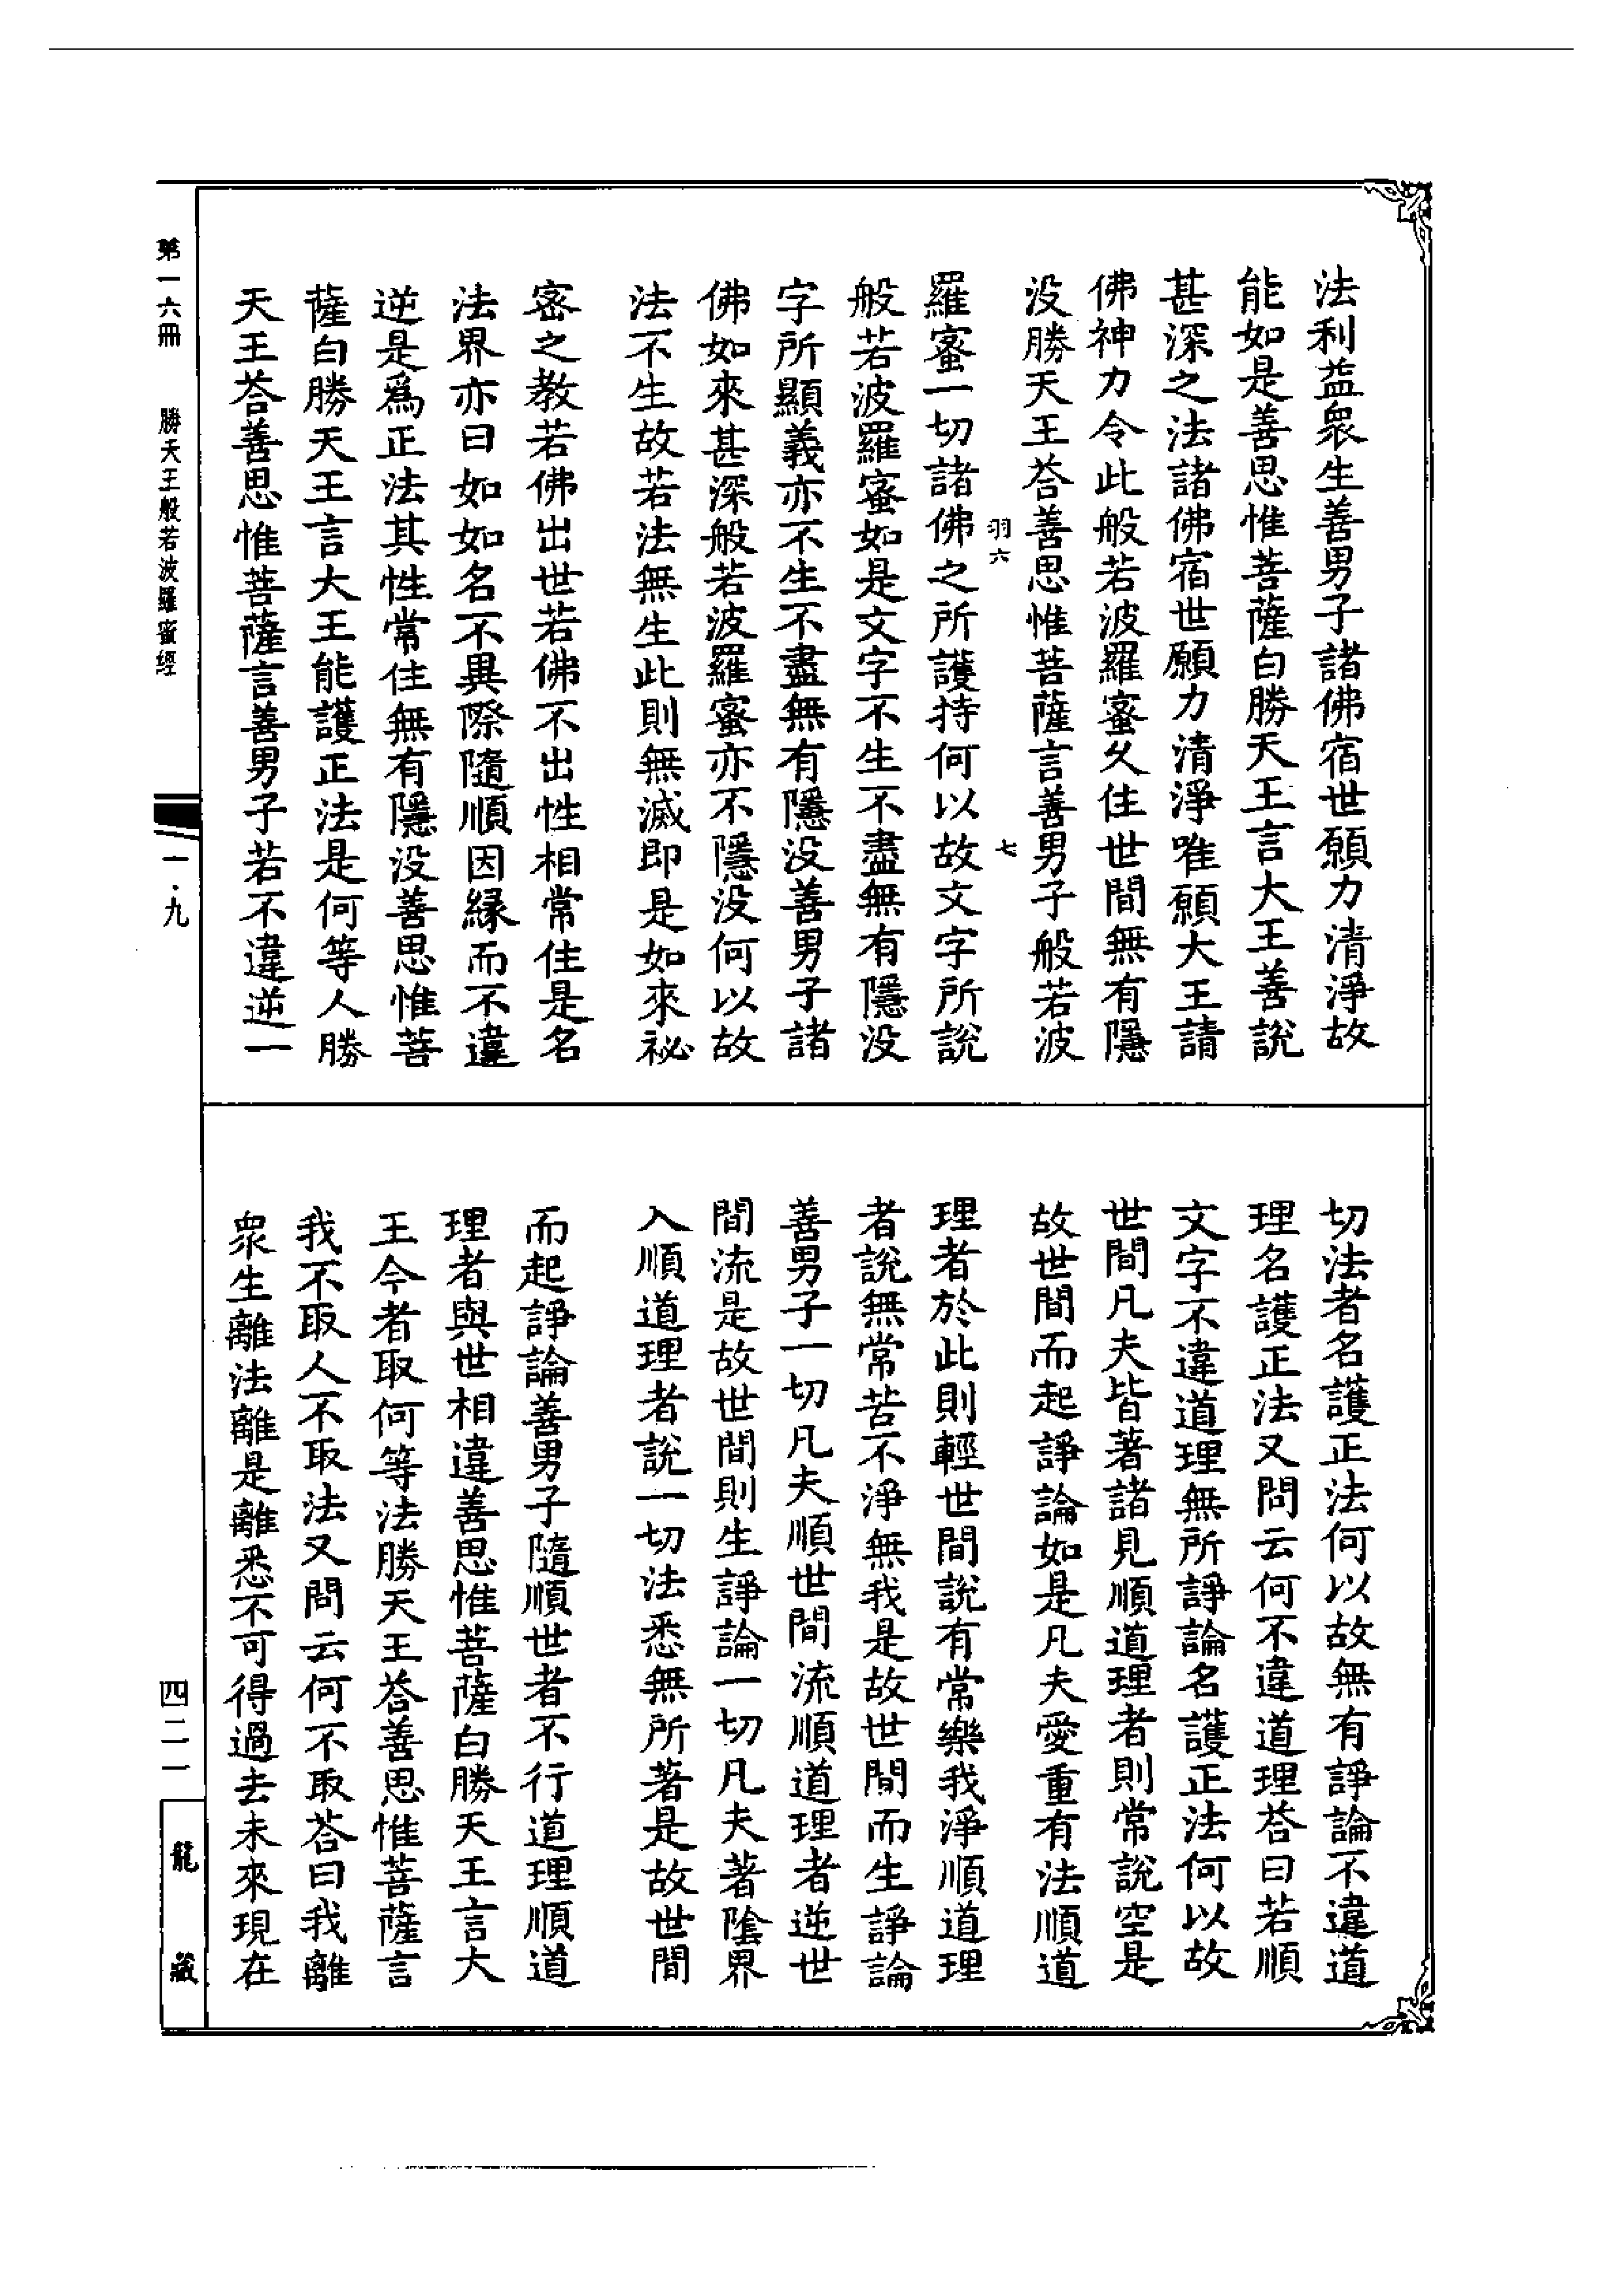 法利益衆生善男子諸佛宿世願力清淨故
能如是善思惟菩薩白勝天王言大王善說
甚深之法諸佛宿世願力清淨唯願大王請
佛神力令此般若波羅蜜久住世間無有隱
没勝天王荅善思惟菩薩言善男子般若波
羽六
七
羅蜜一切諸佛之所護持何以故文字所說
般若波羅蜜如是文字不生不盡無有隱没
字所顯義亦不生不盡無有隱没善男子諸
佛如來甚深般若波羅蜜亦不隱没何以故
法不生故若法無生此則無滅即是如來祕
密之教若佛出世若佛不出性相常住是名
法界亦曰如如名不異際隨順因緣而不違
逆是爲正法其性常住無有隱没善思惟菩
薩白勝天王言大王能護正法是何等人勝
天王荅善思惟菩薩言善男子若不違逆一
切法者名護正法何以故無有諍論不違道
理名護正法又問云何不違道理荅曰若順
文字不違道理無所諍論名護正法何以故
世間凡夫皆著諸見順道理者則常說空是
故世間而起諍論如是凡夫愛重有法順道
理者於此則輕世間說有常樂我淨順道理
者說無常苦不淨無我是故世間而生諍論
善男子一切凡夫順世間流順道理者逆世
間流是故世間則生諍論一切凡夫著陰界
入順道理者說一切法悉無所著是故世間
而起諍論善男子隨順世者不行道理順道
理者與世相違善思惟菩薩白勝天王言大
王今者取何等法勝天王荅善思惟菩薩言
我不取人不取法又問云何不取荅曰我離
衆生離法離是離悉不可得過去未來現在
第一六冊 勝天王般若波羅蜜經
一·九
四二一
龍藏